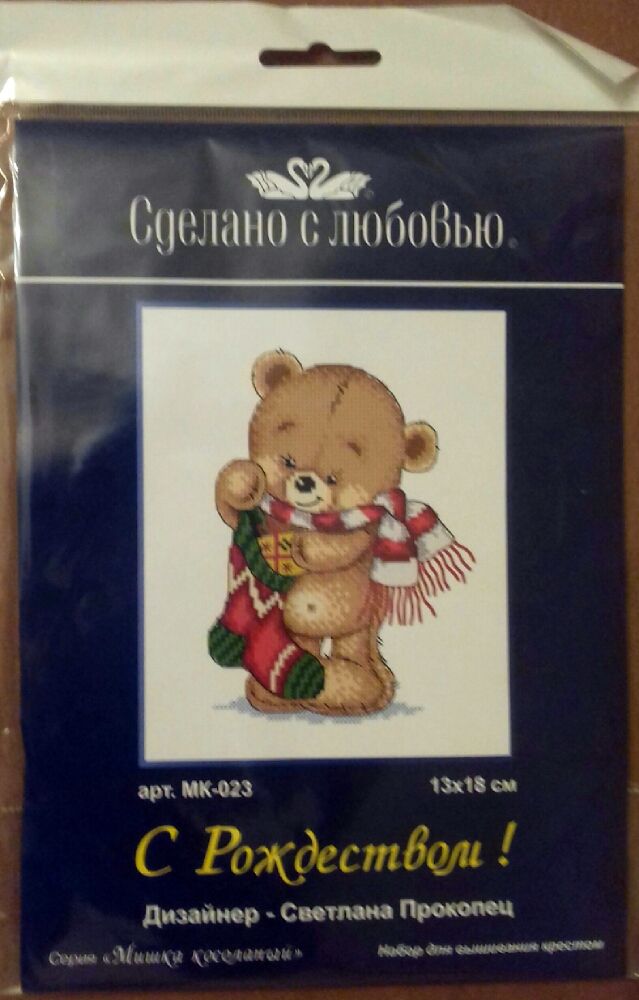 Сделано с любовью.
арт. МК-023
13x18 см
С Рождеством!
Дизайнер - Светлана Прокопец
Серия «Мишка косолапый»
Набор для вышивания крестом